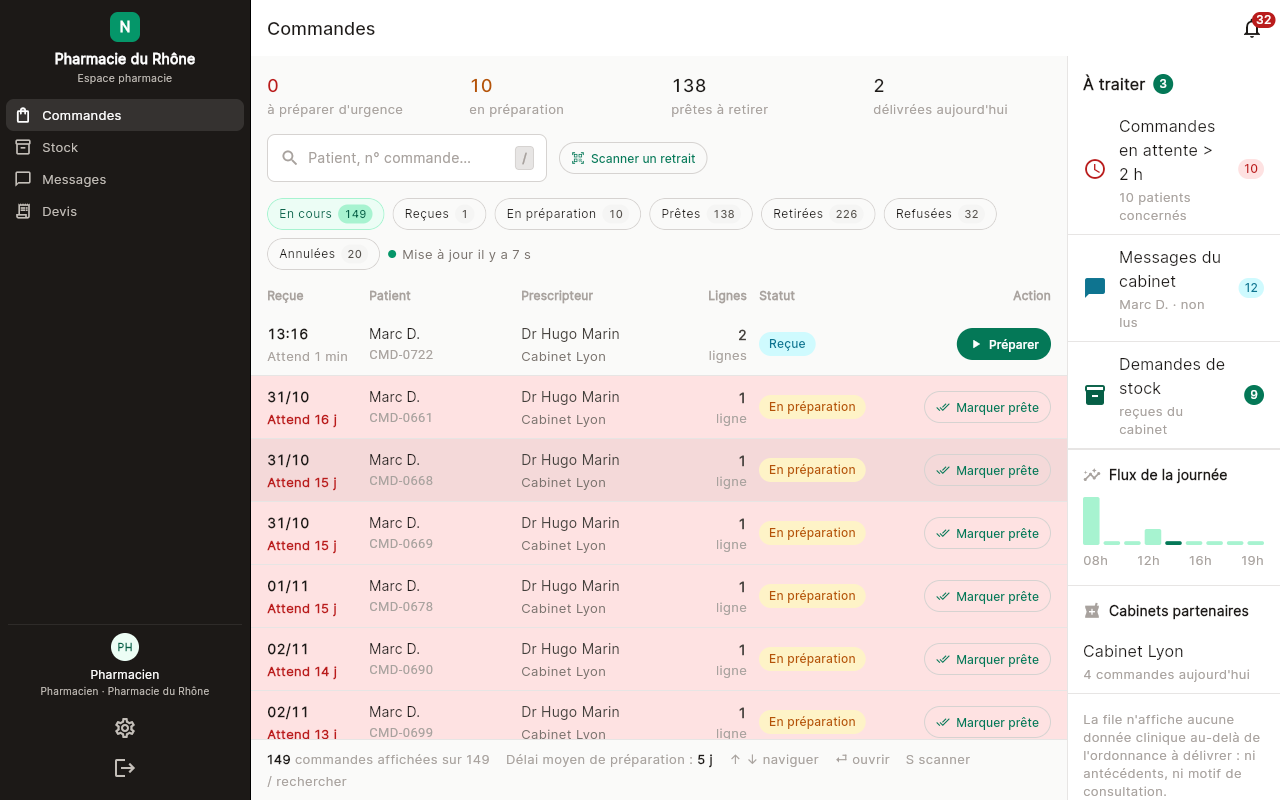 N
Pharmacie du Rhône
Espace pharmacie
Commandes
Stock
Messages
Devis
PH
Pharmacien
Pharmacien · Pharmacie du Rhône
Commandes
32
0
à préparer d'urgence
10
en préparation
138
prêtes à retirer
2
délivrées aujourd'hui
Patient, n° commande... /
Scanner un retrait
En cours 149 Reçues 1 En préparation 10 Prêtes 138 Retirées 226 Refusées 32
Annulées 20 Mise à jour il y a 7 s
Reçue Patient Prescripteur Lignes Statut Action
13:16 Marc D. Dr Hugo Marin 2 Reçue Préparer
Attend 1 min CMD-0722 Cabinet Lyon lignes
31/10 Marc D. Dr Hugo Marin 1 En préparation Marquer prête
Attend 16 j CMD-0661 Cabinet Lyon ligne
31/10 Marc D. Dr Hugo Marin 1 En préparation Marquer prête
Attend 15 j CMD-0668 Cabinet Lyon ligne
31/10 Marc D. Dr Hugo Marin 1 En préparation Marquer prête
Attend 15 j CMD-0669 Cabinet Lyon ligne
01/11 Marc D. Dr Hugo Marin 1 En préparation Marquer prête
Attend 15 j CMD-0678 Cabinet Lyon ligne
02/11 Marc D. Dr Hugo Marin 1 En préparation Marquer prête
Attend 14 j CMD-0690 Cabinet Lyon ligne
02/11 Marc D. Dr Hugo Marin 1 En préparation Marquer prête
Attend 13 j CMD-0699 Cabinet Lyon ligne
149 commandes affichées sur 149 Délai moyen de préparation : 5 j ↑ ↓ naviguer ⏎ ouvrir S scanner
/ rechercher
À traiter 3
Commandes
en attente >
2 h
10
10 patients
concernés
Messages du
cabinet
12
Marc D. · non
lus
Demandes de
stock
9
reçues du
cabinet
Flux de la journée
08h 12h 16h 19h
Cabinets partenaires
Cabinet Lyon
4 commandes aujourd'hui
La file n'affiche aucune
donnée clinique au-delà de
l'ordonnance à délivrer : ni
antécédents, ni motif de
consultation.